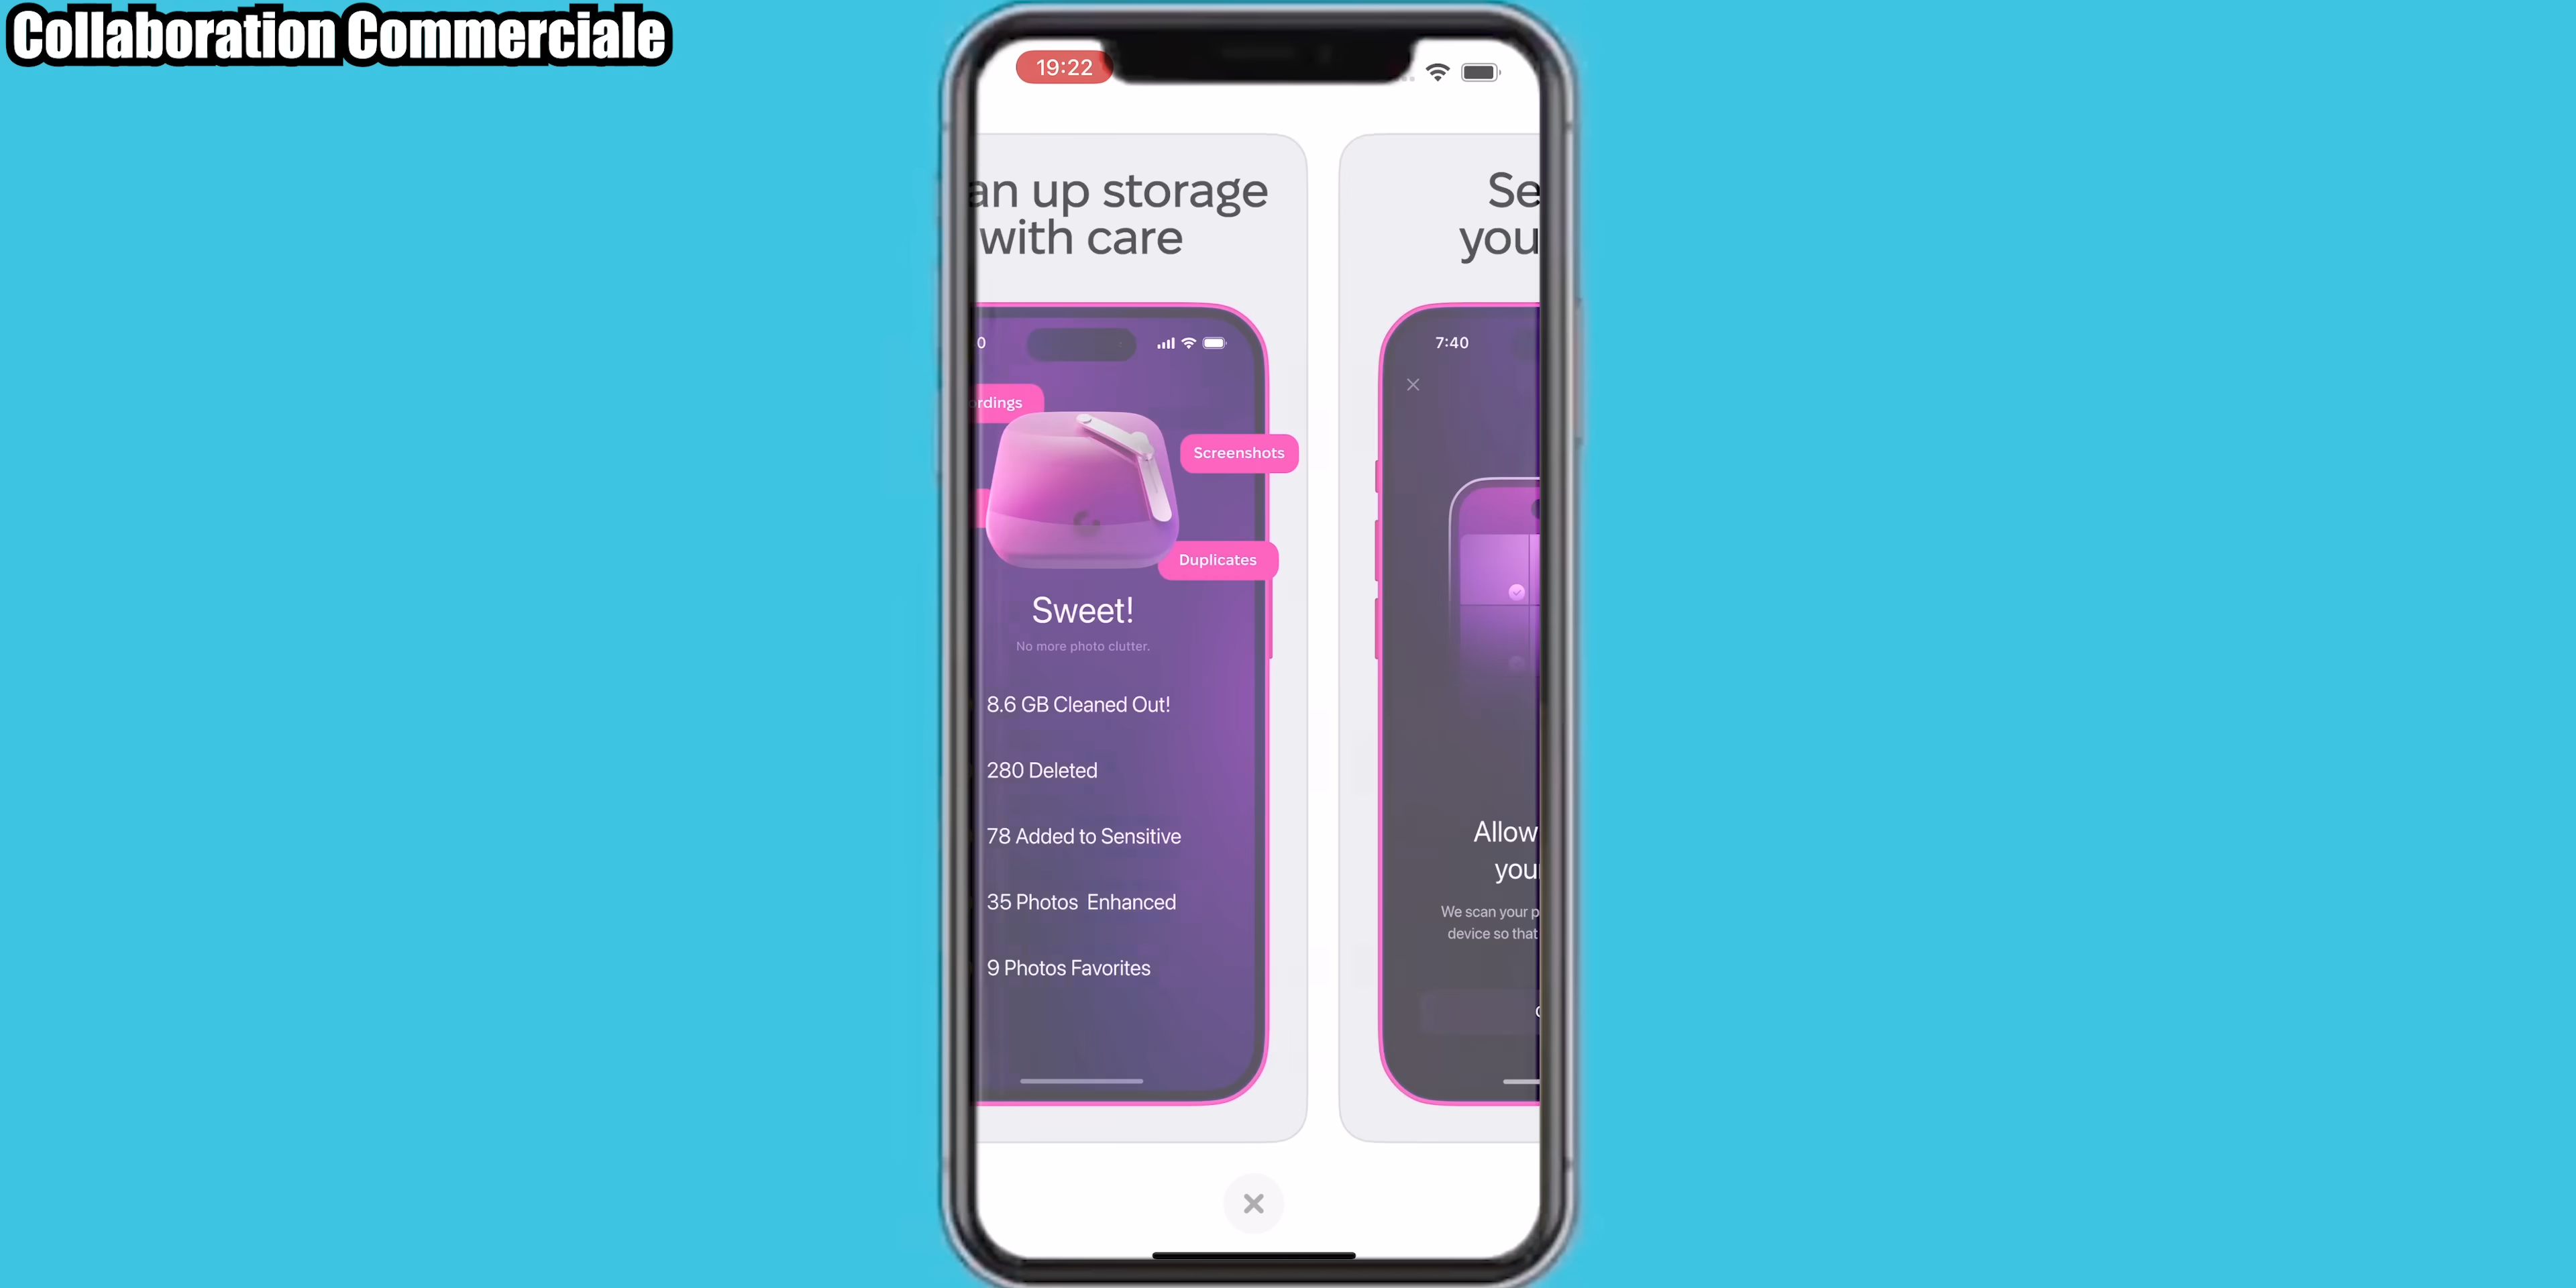 Collaboration Commerciale
19:22
an up storage
with care
rdings
Screenshots
Duplicates
Sweet!
No more photo clutter.
8.6 GB Cleaned Out!
280 Deleted
78 Added to Sensitive
35 Photos Enhanced
9 Photos Favorites
Se
you
7:40
Allow
your
We scan your p
device so that